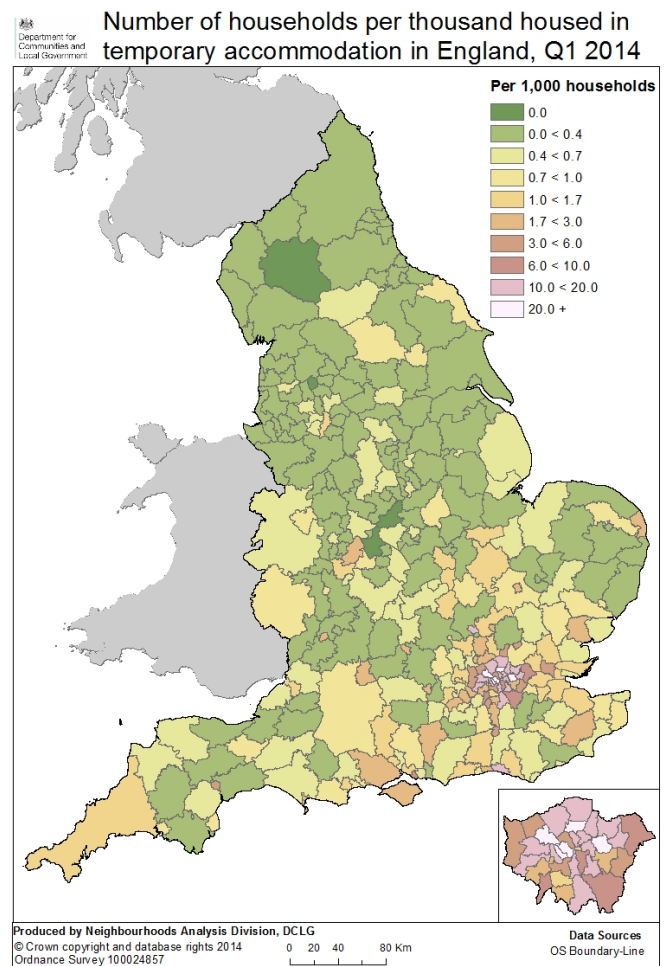 Department for
Communities and
Local Government
Number of households per thousand housed in
temporary accommodation in England, Q1 2014
Per 1,000 households
0.0
0.0 < 0.4
0.4 < 0.7
0.7 < 1.0
1.0 < 1.7
1.7 < 3.0
3.0 < 6.0
6.0 < 10.0
10.0 < 20.0
20.0 +
Produced by Neighbourhoods Analysis Division, DCLG
© Crown copyright and database rights 2014
Ordnance Survey 100024857
0 20 40 80 Km
Data Sources
OS Boundary-Line